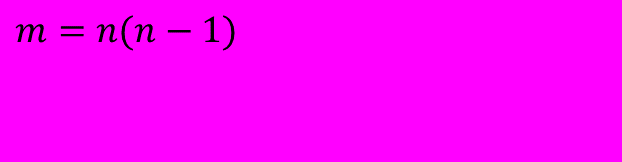 m = n(n − 1)